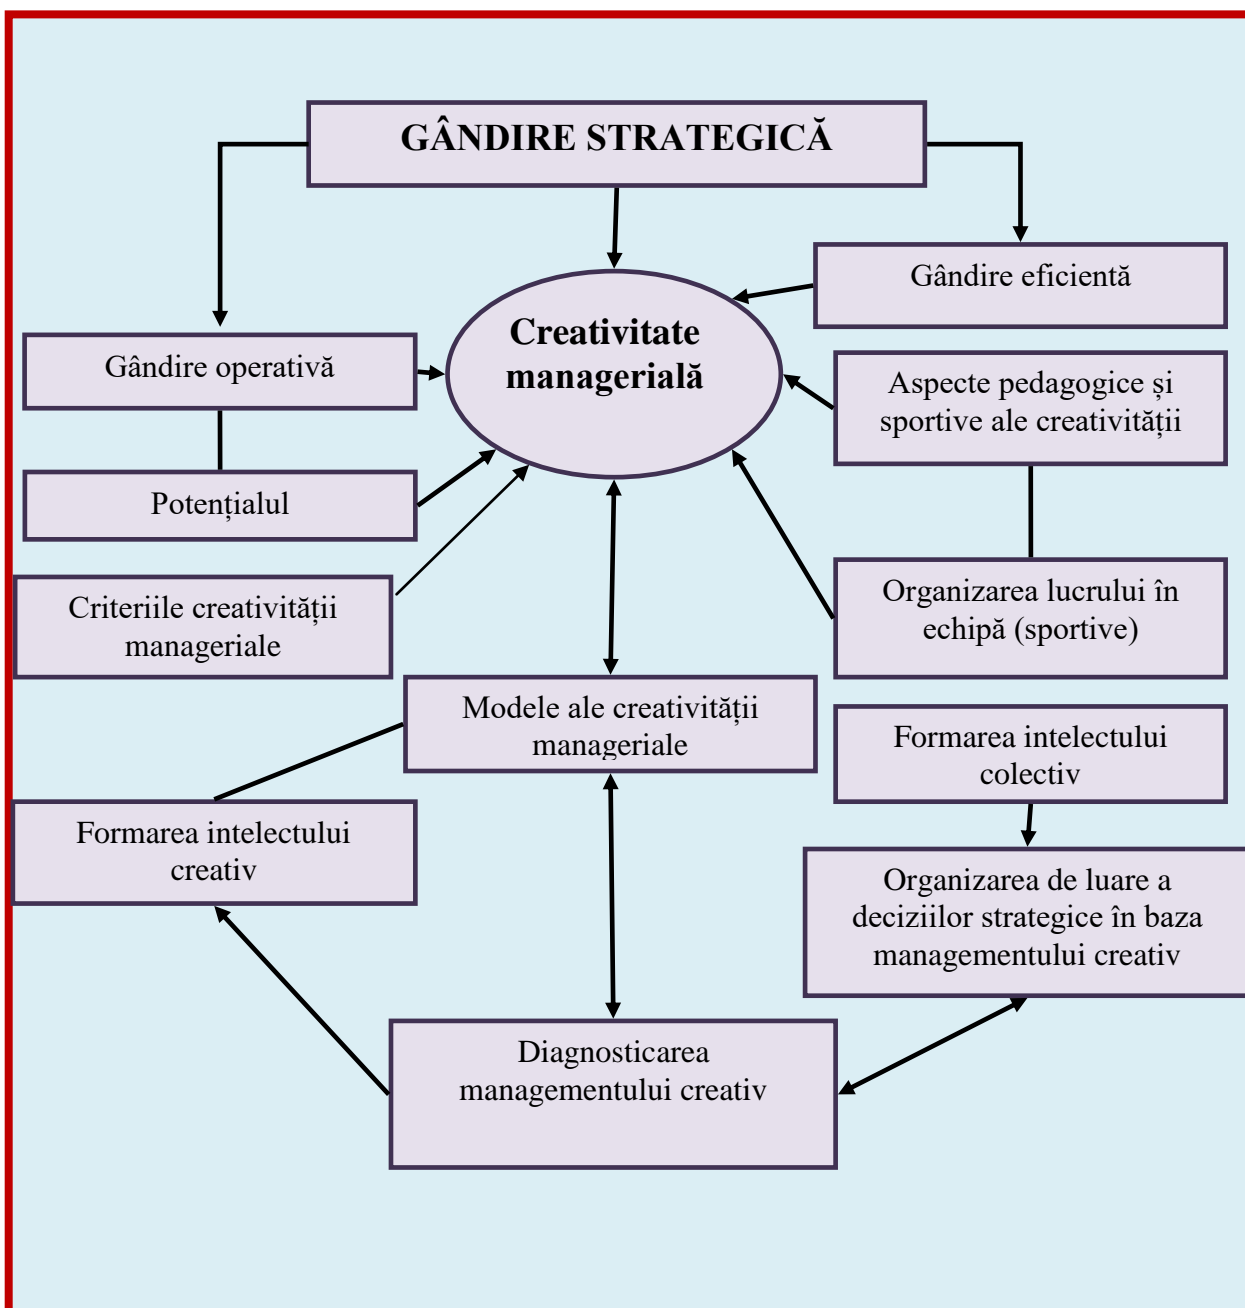 GÂNDIRE STRATEGICĂ
Gândire eficientă
Creativitate
managerială
Gândire operativă
Aspecte pedagogice și
sportive ale creativității
Potențialul
Criteriile creativității
manageriale
Organizarea lucrului în
echipă (sportive)
Modele ale creativității
manageriale
Formarea intelectului
colectiv
Formarea intelectului
creativ
Organizarea de luare a
deciziilor strategice în baza
managementului creativ
Diagnosticarea
managementului creativ